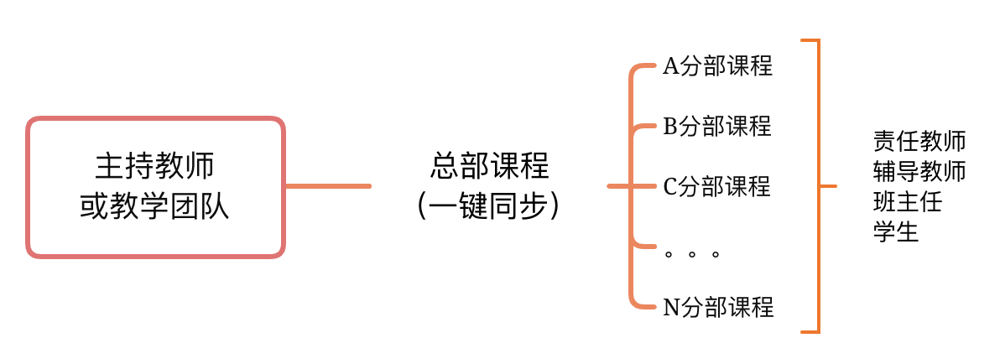 主持教师
或教学团队
总部课程
(一键同步)
A分部课程
B分部课程
C分部课程
。。。
N分部课程
责任教师
辅导教师
班主任
学生